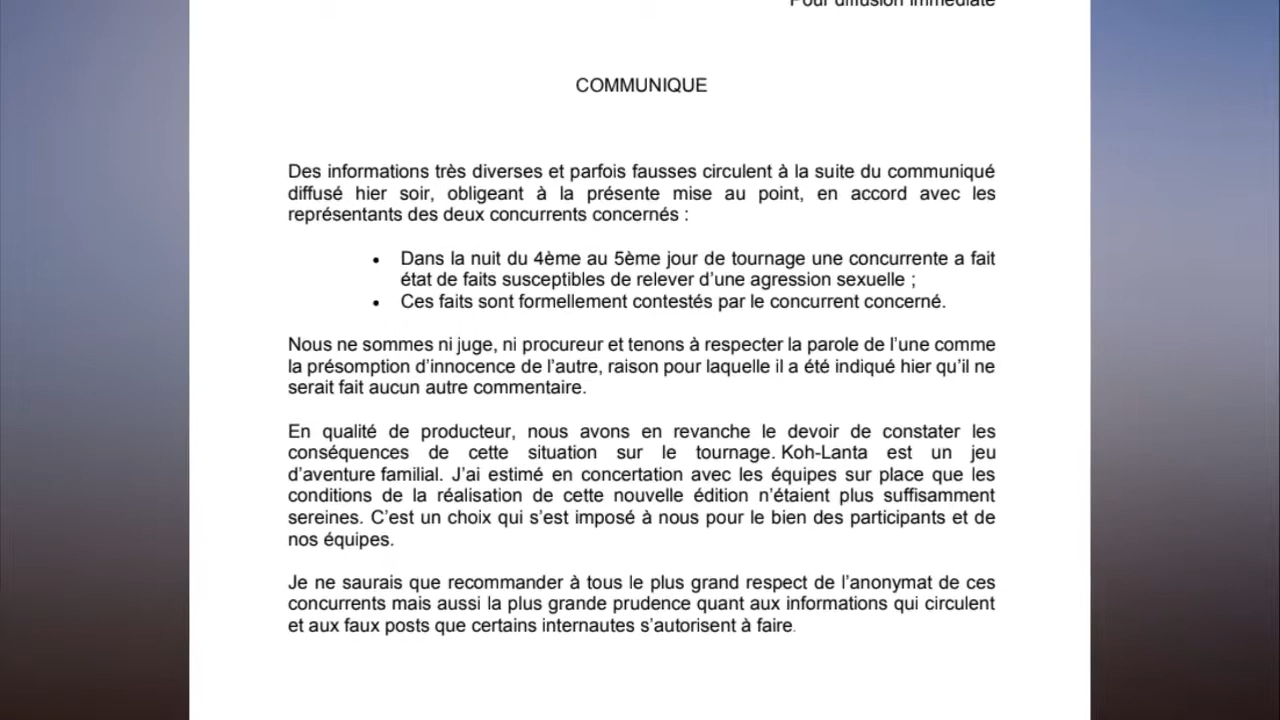 Pour diffusion immédiate
COMMUNIQUE
Des informations très diverses et parfois fausses circulent à la suite du communiqué
diffusé hier soir, obligeant à la présente mise au point, en accord avec les
représentants des deux concurrents concernés :
• Dans la nuit du 4ème au 5ème jour de tournage une concurrente a fait
état de faits susceptibles de relever d’une agression sexuelle ;
• Ces faits sont formellement contestés par le concurrent concerné.
Nous ne sommes ni juge, ni procureur et tenons à respecter la parole de l’une comme
la présomption d’innocence de l’autre, raison pour laquelle il a été indiqué hier qu’il ne
serait fait aucun autre commentaire.
En qualité de producteur, nous avons en revanche le devoir de constater les
conséquences de cette situation sur le tournage. Koh-Lanta est un jeu
d’aventure familial. J’ai estimé en concertation avec les équipes sur place que les
conditions de la réalisation de cette nouvelle édition n’étaient plus suffisamment
sereines. C’est un choix qui s’est imposé à nous pour le bien des participants et de
nos équipes.
Je ne saurais que recommander à tous le plus grand respect de l’anonymat de ces
concurrents mais aussi la plus grande prudence quant aux informations qui circulent
et aux faux posts que certains internautes s’autorisent à faire.